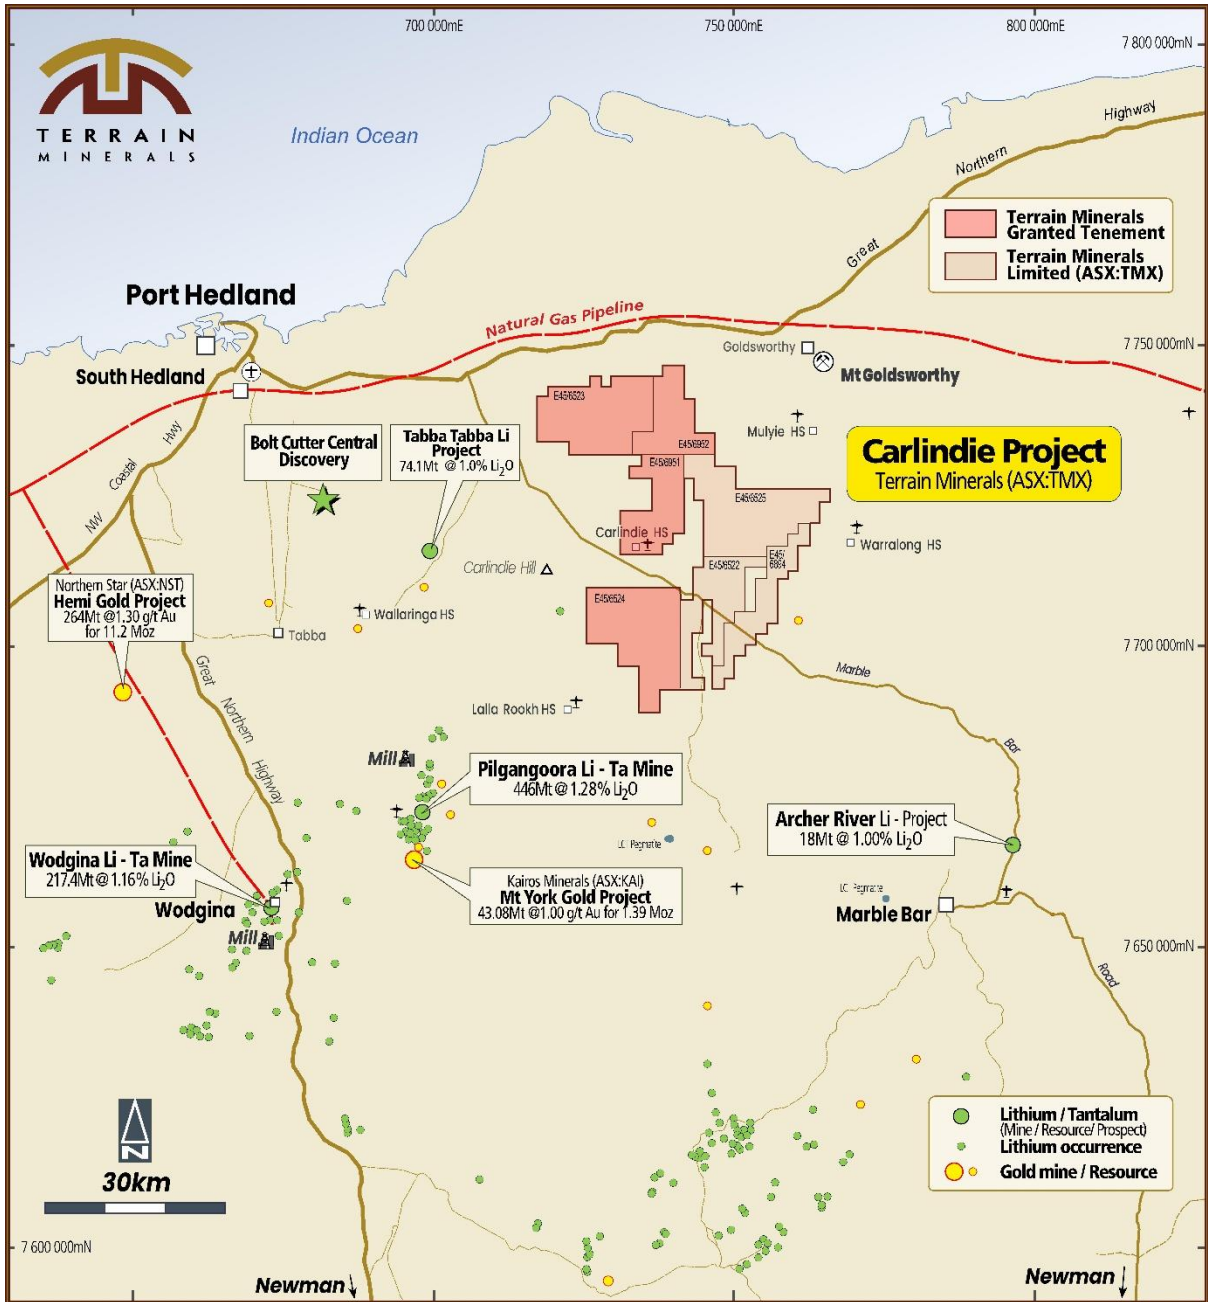 700 000mE
750 000mE
800 000mE
7 800 000mN
TERRAIN
MINERALS
Indian Ocean
Highway
Northern
Great
Terrain Minerals
Granted Tenement
Terrain Minerals
Limited (ASX:TMX)
Port Hedland
Natural Gas Pipeline
7 750 000mN
Goldsworthy
South Hedland
Mt Goldsworthy
E45/6523
Hwy
Coastal
NW
Bolt Cutter Central
Discovery
Tabba Tabba Li
Project
74.1Mt @ 1.0% Li₂O
E45/6952
Mulyie HS
E45/6951
Carlindie Project
Terrain Minerals (ASX:TMX)
E45/6525
Carlindie HS
Warralong HS
Carlindie Hill
E45/6522
E45/
6894
Northern Star (ASX:NST)
Hemi Gold Project
264Mt @1.30 g/t Au
for 11.2 Moz
E45/6524
Wallaringa HS
Tabba
7 700 000mN
Great
Northern
Highway
Marble
Bar
Road
Lalla Rookh HS
Mill
Pilgangoora Li - Ta Mine
446Mt @ 1.28% Li₂O
Archer River Li - Project
18Mt @ 1.00% Li₂O
LCT Pegmatite
Wodgina Li - Ta Mine
217.4Mt @ 1.16% Li₂O
Kairos Minerals (ASX:KAI)
Mt York Gold Project
43.08Mt @1.00 g/t Au for 1.39 Moz
LCT Pegmatite
Wodgina
Marble Bar
Mill
7 650 000mN
Lithium / Tantalum
(Mine / Resource/ Prospect)
Lithium occurrence
Gold mine / Resource
N
30km
7 600 000mN
Newman
Newman